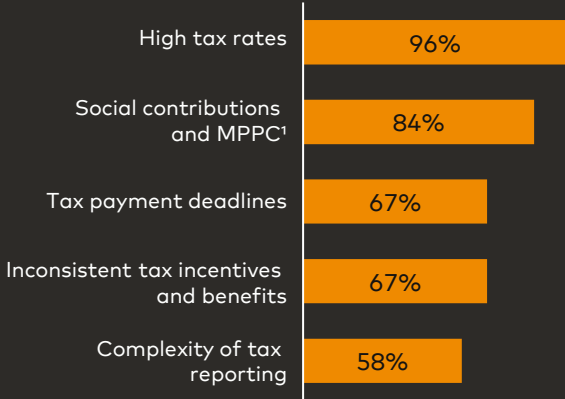 High tax rates
96%
Social contributions
and MPPC¹
84%
Tax payment deadlines
67%
Inconsistent tax incentives
and benefits
67%
Complexity of tax
reporting
58%